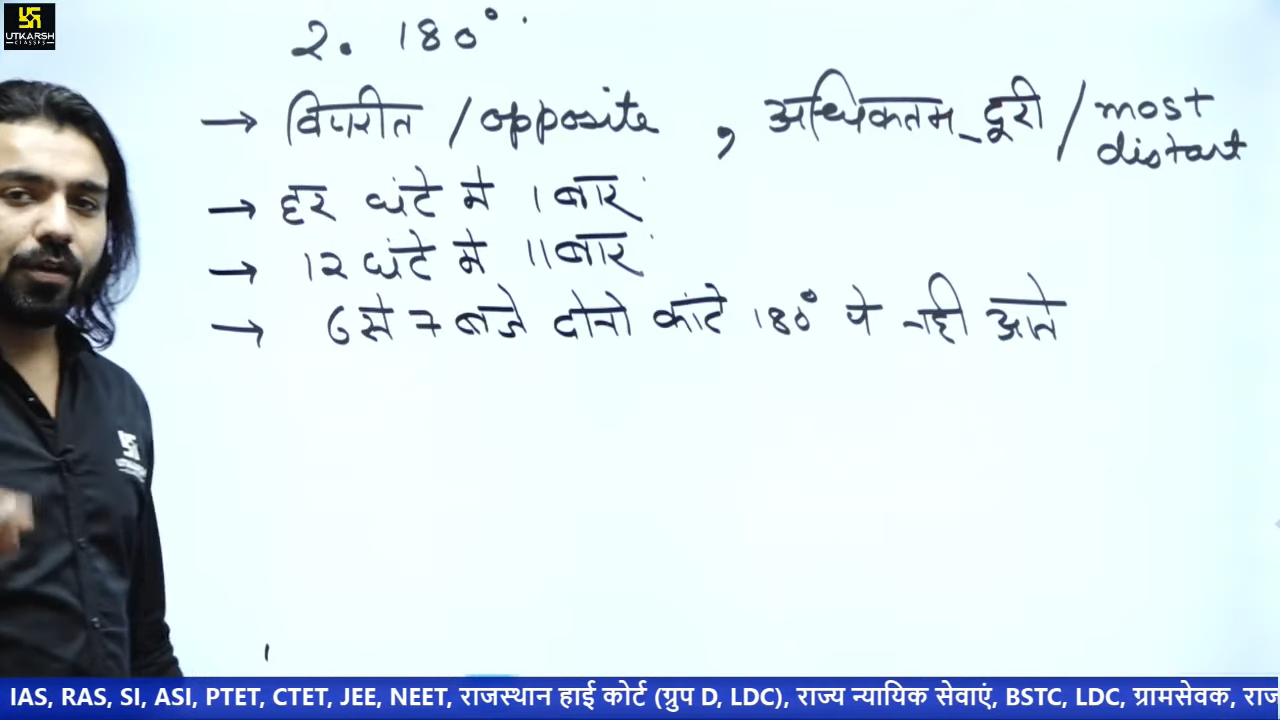 UTKARSH
CLASSES
2. 180°
→ विपरीत / opposite , अधिकतम दूरी / most distant
→ हर घंटे मे 1 बार
→ 12 घंटे मे 11 बार
→ 6 से 7 बजे दोनो कांटे 180° पे नही आते
IAS, RAS, SI, ASI, PTET, CTET, JEE, NEET, राजस्थान हाई कोर्ट (ग्रुप D, LDC), राज्य न्यायिक सेवाएं, BSTC, LDC, ग्रामसेवक, राज